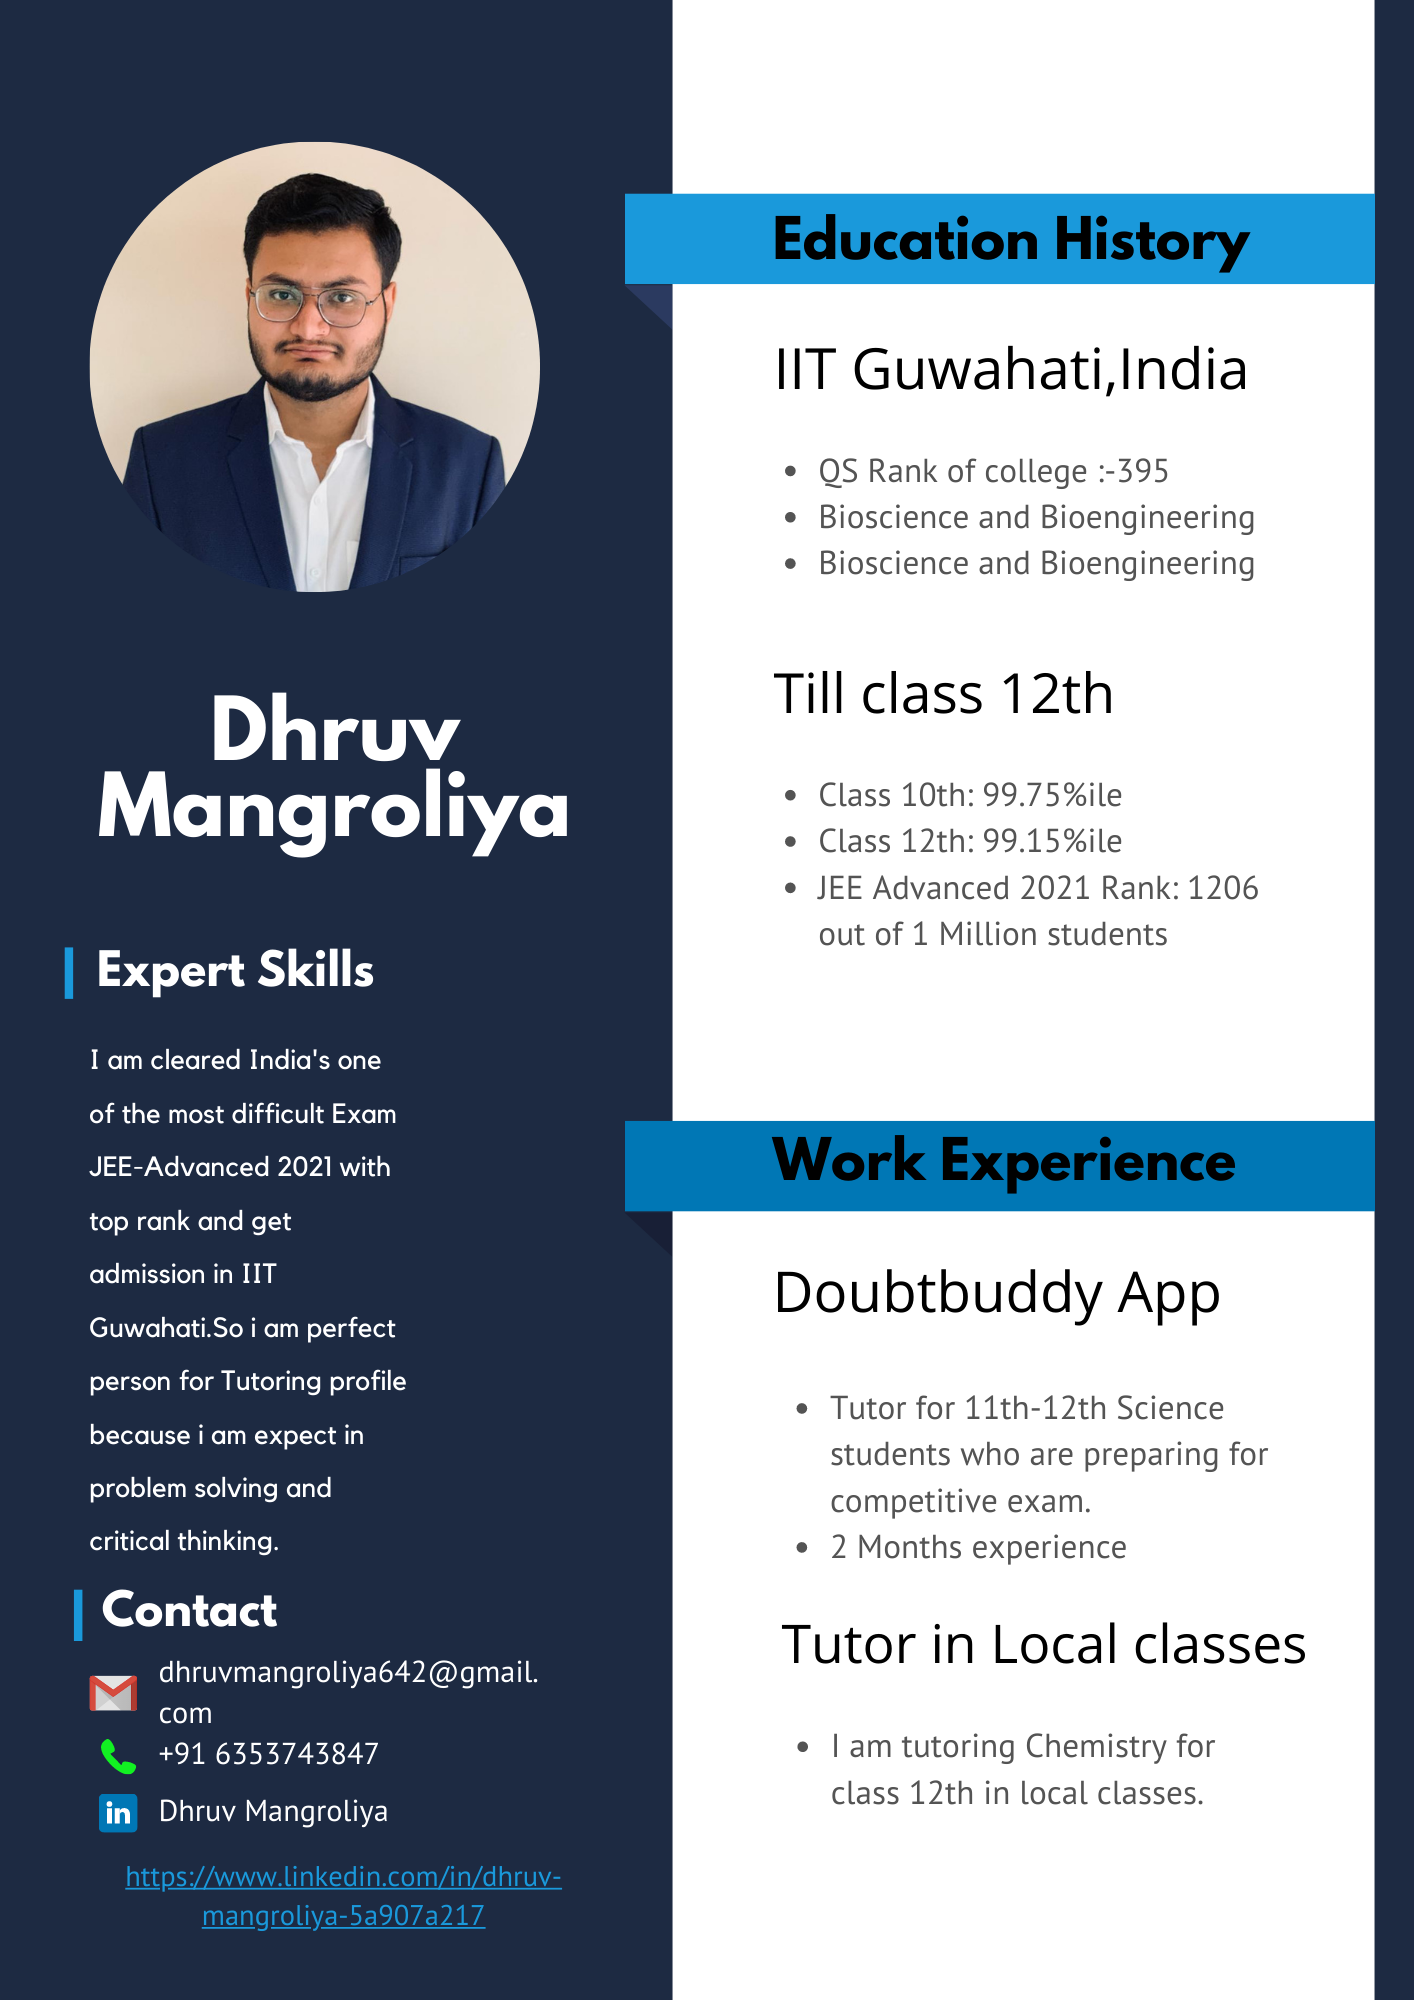 Dhruv
Mangroliya
Expert Skills
I am cleared India's one
of the most difficult Exam
JEE-Advanced 2021 with
top rank and get
admission in IIT
Guwahati.So i am perfect
person for Tutoring profile
because i am expect in
problem solving and
critical thinking.
Contact
dhruvmangroliya642@gmail.
com
+91 6353743847
in
Dhruv Mangroliya
https://www.linkedin.com/in/dhruv-
mangroliya-5a907a217
Education History
IIT Guwahati,India
• QS Rank of college :-395
• Bioscience and Bioengineering
• Bioscience and Bioengineering
Till class 12th
• Class 10th: 99.75%ile
• Class 12th: 99.15%ile
• JEE Advanced 2021 Rank: 1206
out of 1 Million students
Work Experience
Doubtbuddy App
• Tutor for 11th-12th Science
students who are preparing for
competitive exam.
• 2 Months experience
Tutor in Local classes
• I am tutoring Chemistry for
class 12th in local classes.